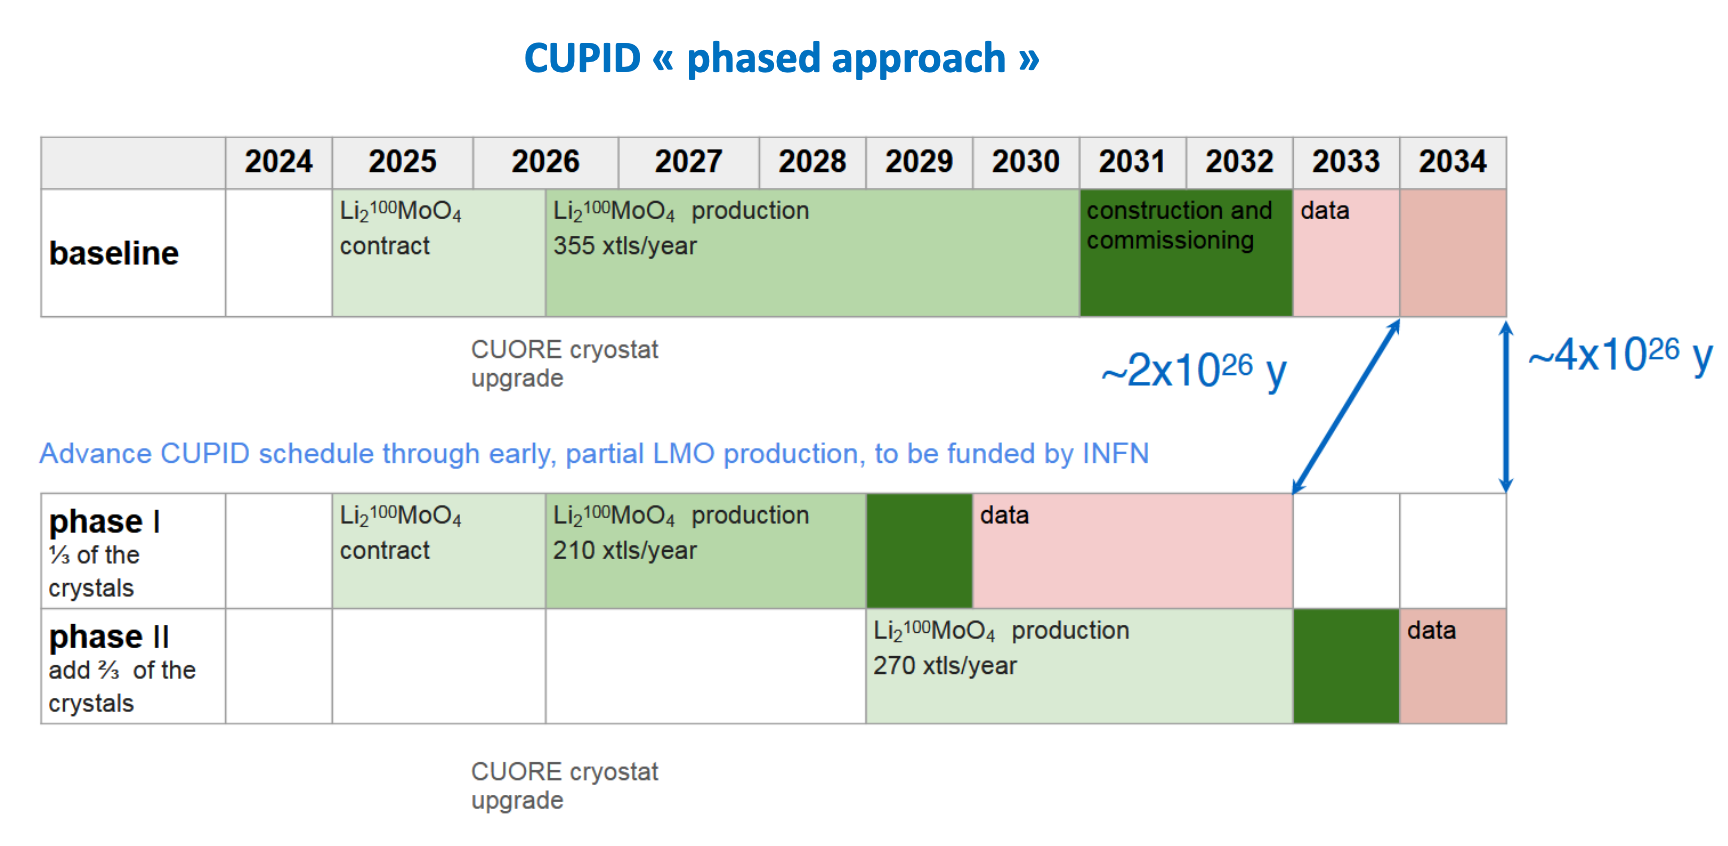 CUPID « phased approach »
2024 2025 2026 2027 2028 2029 2030 2031 2032 2033 2034
baseline
Li₂¹⁰⁰MoO₄
contract
Li₂¹⁰⁰MoO₄ production
355 xtls/year
construction and
commissioning
data
CUORE cryostat
upgrade
~2x10²⁶ y
~4x10²⁶ y
Advance CUPID schedule through early, partial LMO production, to be funded by INFN
phase I
⅓ of the
crystals
Li₂¹⁰⁰MoO₄
contract
Li₂¹⁰⁰MoO₄ production
210 xtls/year
data
phase II
add ⅔ of the
crystals
Li₂¹⁰⁰MoO₄ production
270 xtls/year
data
CUORE cryostat
upgrade